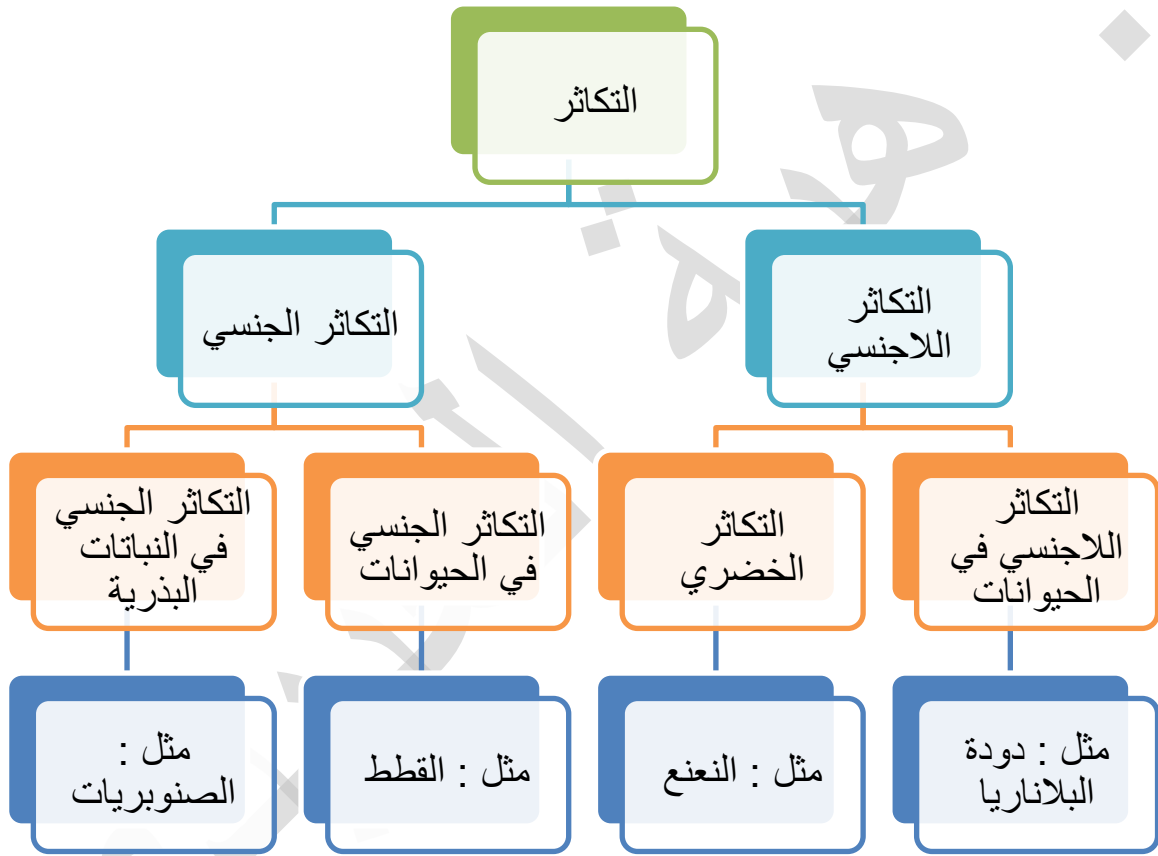 التكاثر
التكاثر
اللاجنسي
التكاثر الجنسي
التكاثر
اللاجنسي في
الحيوانات
التكاثر
الخضري
التكاثر الجنسي
في الحيوانات
التكاثر الجنسي
في النباتات
البذرية
مثل : دودة
البلاناريا
مثل : النعنع
مثل : القطط
مثل :
الصنوبريات